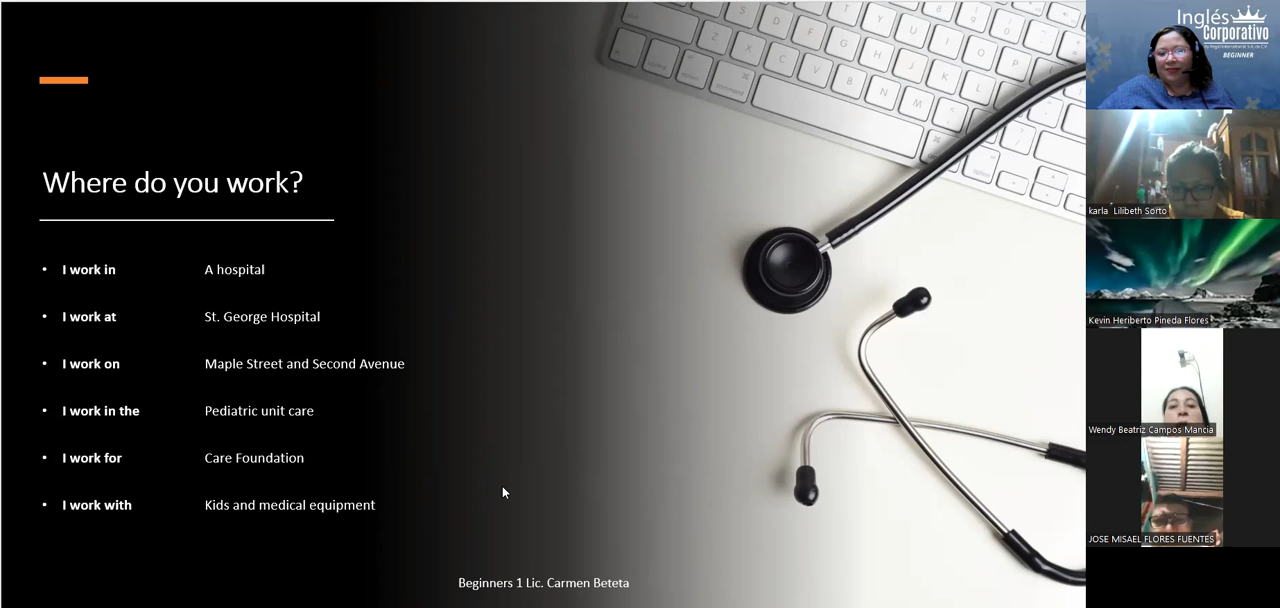 Where do you work?
• I work in A hospital
• I work at St. George Hospital
• I work on Maple Street and Second Avenue
• I work in the Pediatric unit care
• I work for Care Foundation
• I work with Kids and medical equipment
Beginners 1 Lic. Carmen Beteta
Inglés
Corporativo
BEGINNER
karla Lilibeth Sorto
Kevin Heriberto Pineda Flores
Wendy Beatriz Campos Mancia
JOSE MISAEL FLORES FUENTES